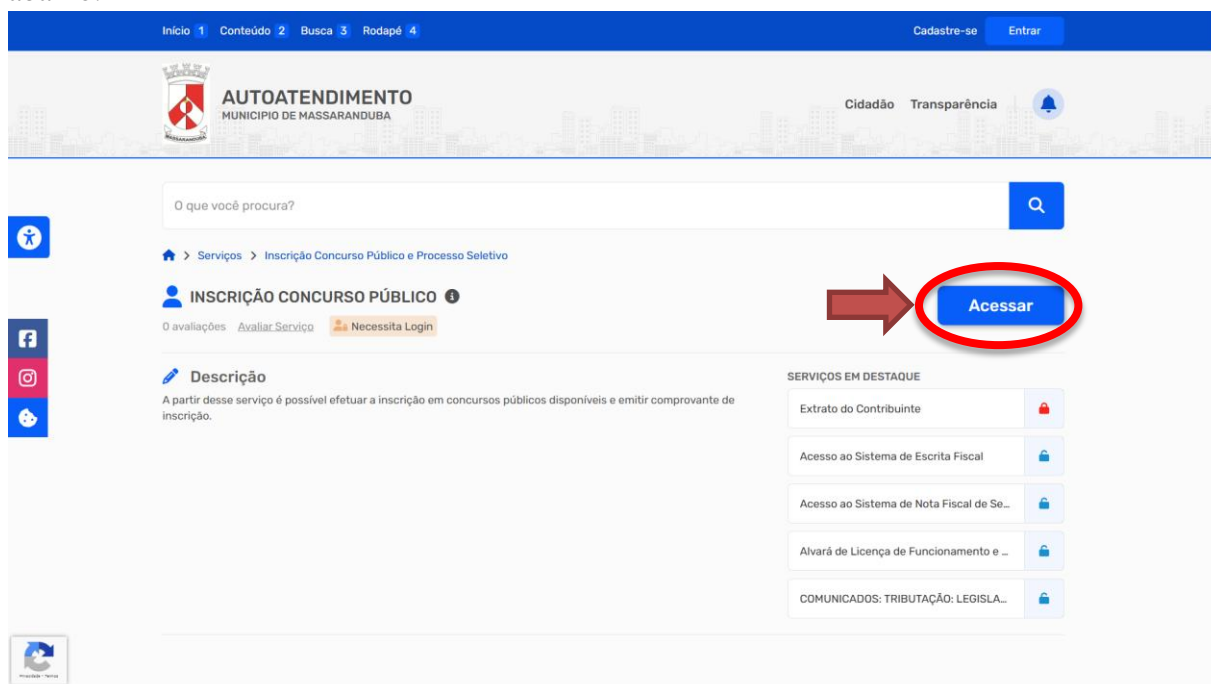 Início 1 Conteúdo 2 Busca 3 Rodapé 4 Cadastre-se Entrar
AUTOATENDIMENTO
MUNICIPIO DE MASSARANDUBA
Cidadão Transparência
O que você procura?
> Serviços > Inscrição Concurso Público e Processo Seletivo
INSCRIÇÃO CONCURSO PÚBLICO
Acessar
0 avaliações Avaliar Serviço Necessita Login
Descrição
A partir desse serviço é possível efetuar a inscrição em concursos públicos disponíveis e emitir comprovante de
inscrição.
SERVIÇOS EM DESTAQUE
Extrato do Contribuinte
Acesso ao Sistema de Escrita Fiscal
Acesso ao Sistema de Nota Fiscal de Se...
Alvará de Licença de Funcionamento e ...
COMUNICADOS: TRIBUTAÇÃO: LEGISLA...
Privacidade - Termos